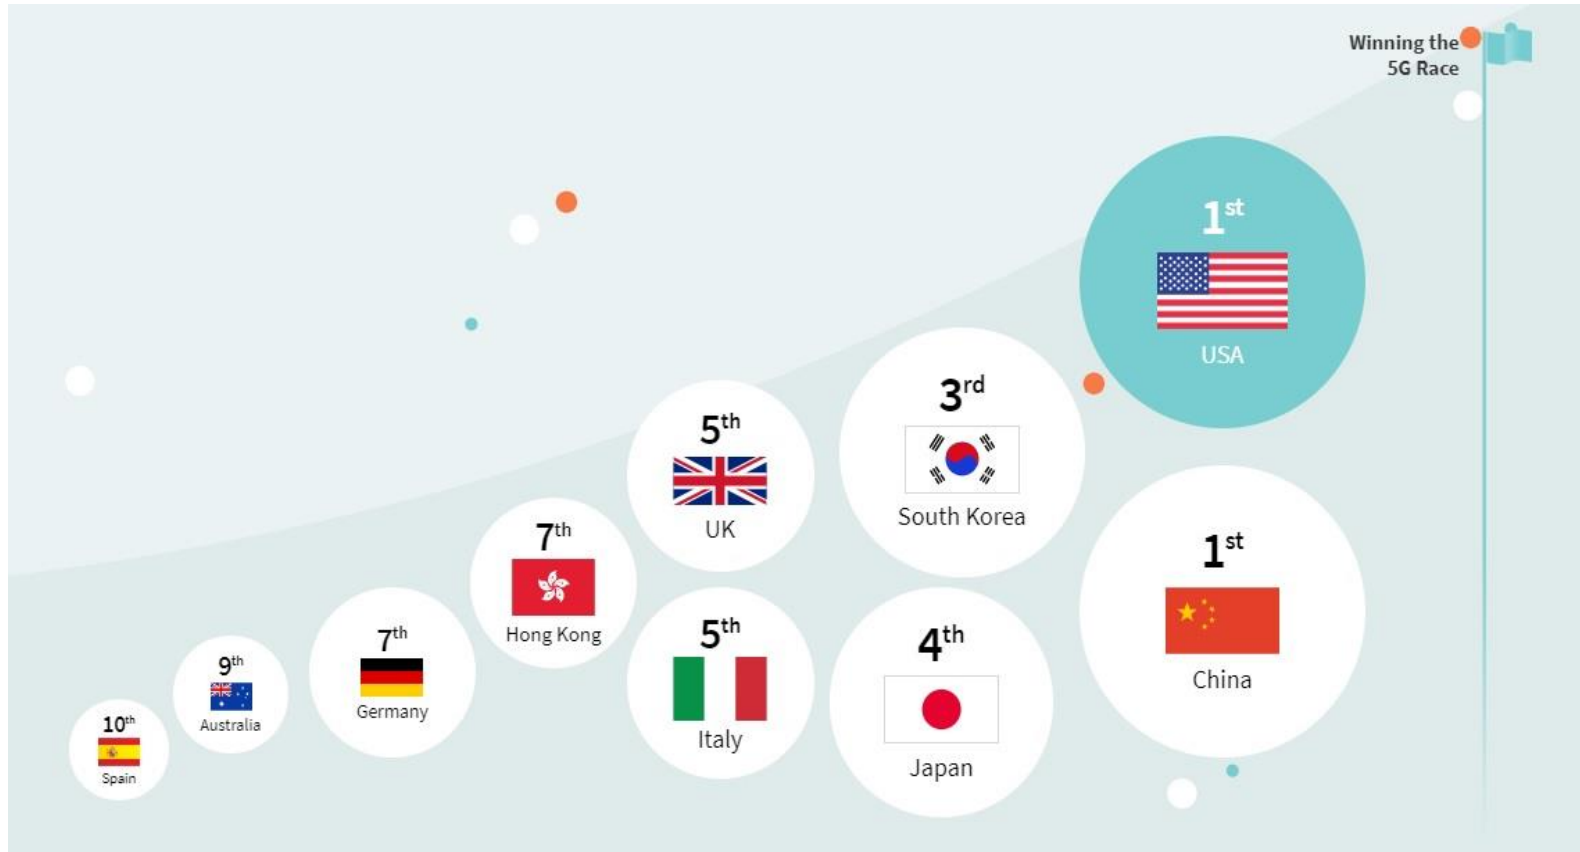 Winning the
5G Race
1st
USA
3rd
South Korea
5th
UK
1st
China
7th
Hong Kong
5th
Italy
4th
Japan
7th
Germany
9th
Australia
10th
Spain